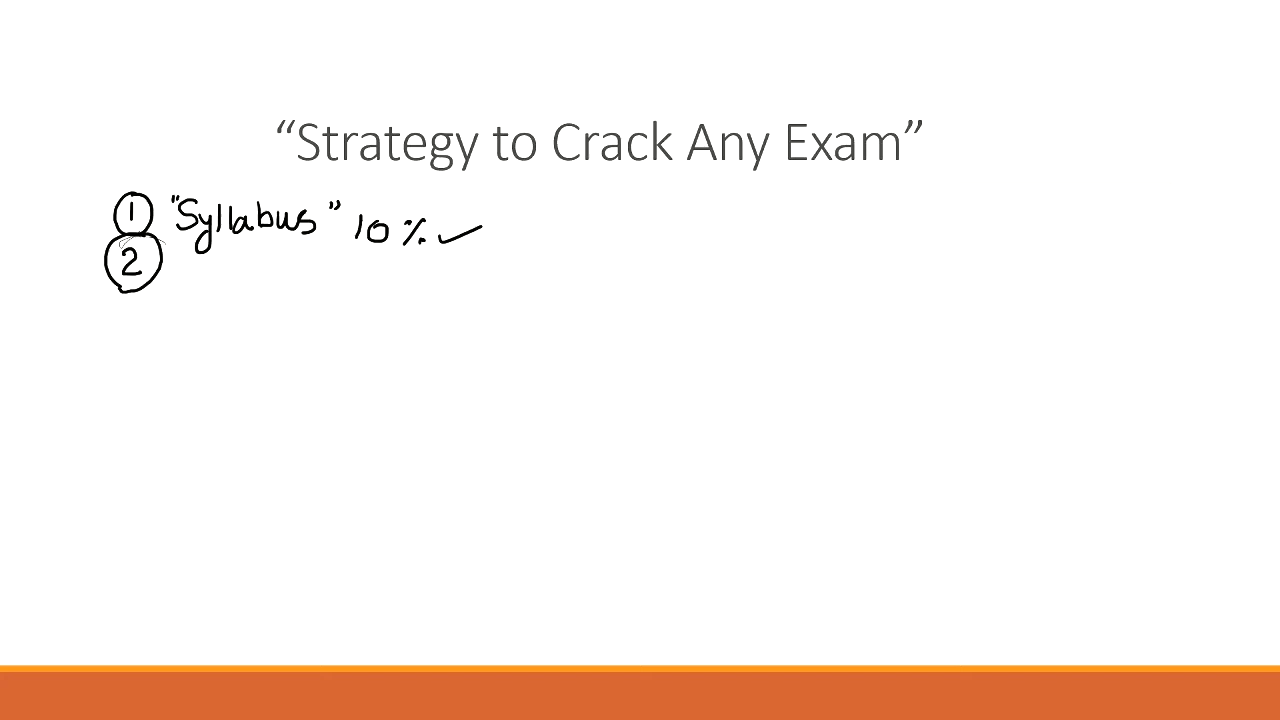 “Strategy to Crack Any Exam”
1 "Syllabus" 10% ✓
2